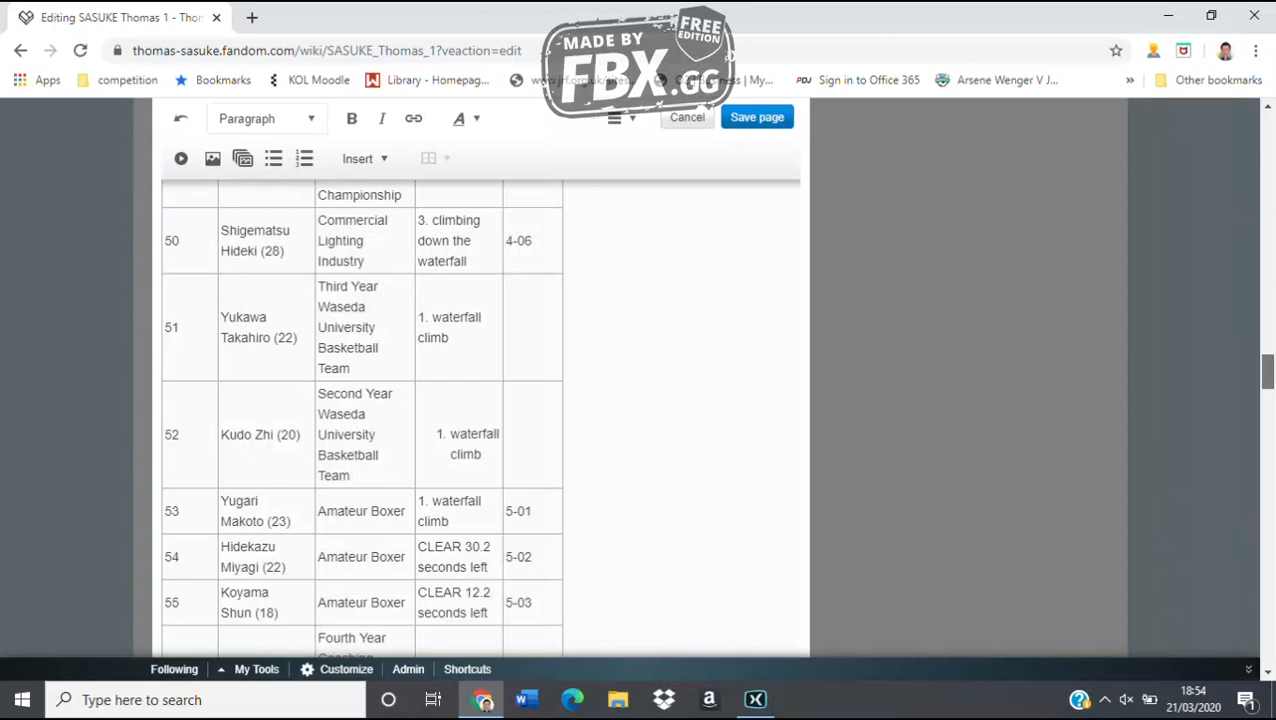 Editing SASUKE Thomas 1 - Thor
thomas-sasuke.fandom.com/wiki/SASUKE_Thomas_1?veaction=edit
Apps competition Bookmarks KOL Moodle Library - Homepag... My... Sign in to Office 365 Arsene Wenger V J... » Other bookmarks
MADE BY
FBX.GG
FREE
EDITION
Paragraph B I A Cancel Save page
Insert
Championship
50 Shigematsu Hideki (28) Commercial Lighting Industry 3. climbing down the waterfall 4-06
51 Yukawa Takahiro (22) Third Year Waseda University Basketball Team 1. waterfall climb
52 Kudo Zhi (20) Second Year Waseda University Basketball Team 1. waterfall climb
53 Yugari Makoto (23) Amateur Boxer 1. waterfall climb 5-01
54 Hidekazu Miyagi (22) Amateur Boxer CLEAR 30.2 seconds left 5-02
55 Koyama Shun (18) Amateur Boxer CLEAR 12.2 seconds left 5-03
Fourth Year
Following My Tools Customize Admin Shortcuts
Type here to search
18:54
21/03/2020